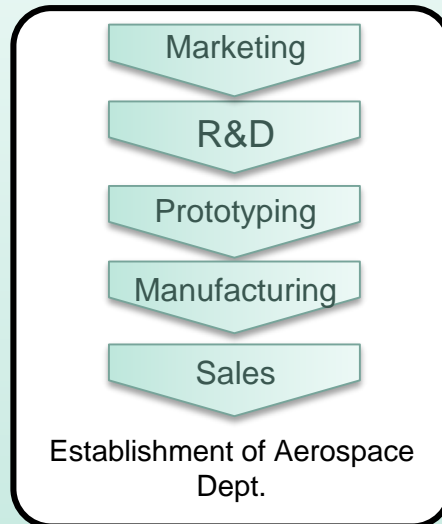 Marketing
R&D
Prototyping
Manufacturing
Sales
Establishment of Aerospace
Dept.